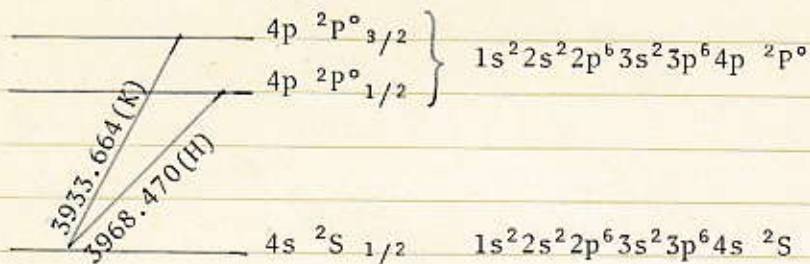 4p ²P°₃/₂
4p ²P°₁/₂
1s²2s²2p⁶3s²3p⁶4p ²P°
3933.664(K)
3968.470(H)
4s ²S ₁/₂ 1s²2s²2p⁶3s²3p⁶4s ²S